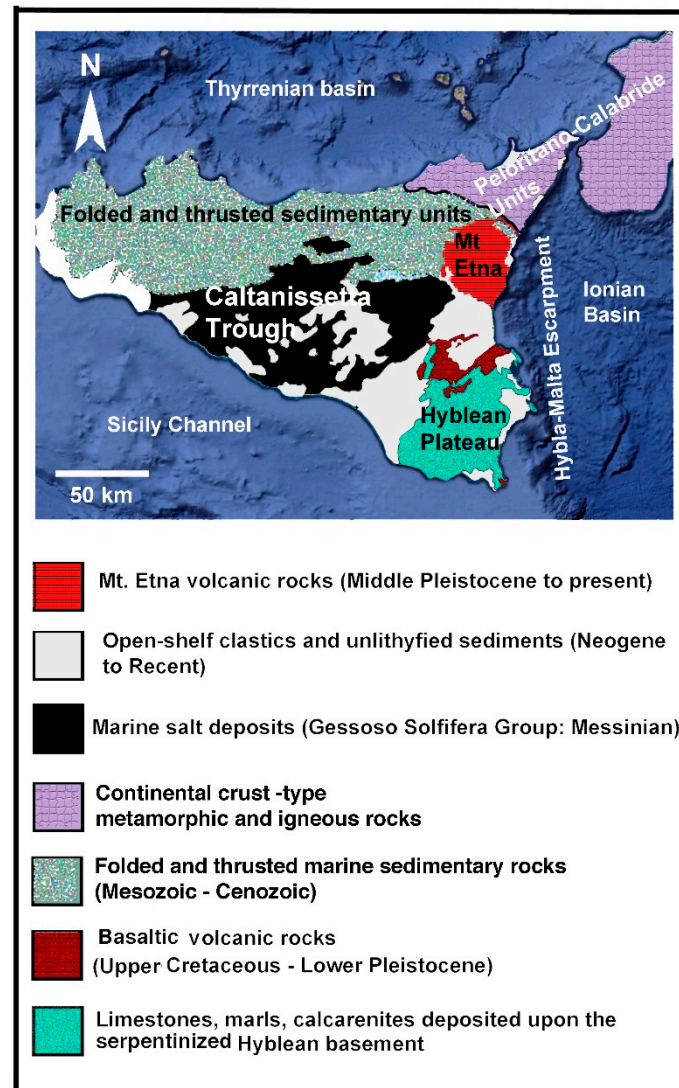 N
Thyrrenian basin
Peloritano-Calabride
Units
Folded and thrusted sedimentary units
Mt
Etna
Caltanissetta
Trough
Ionian
Basin
Hybla-Malta Escarpment
Sicily Channel
Hyblean
Plateau
50 km
Mt. Etna volcanic rocks (Middle Pleistocene to present)
Open-shelf clastics and unlithyfied sediments (Neogene
to Recent)
Marine salt deposits (Gessoso Solfifera Group: Messinian)
Continental crust -type
metamorphic and igneous rocks
Folded and thrusted marine sedimentary rocks
(Mesozoic - Cenozoic)
Basaltic volcanic rocks
(Upper Cretaceous - Lower Pleistocene)
Limestones, marls, calcarenites deposited upon the
serpentinized Hyblean basement